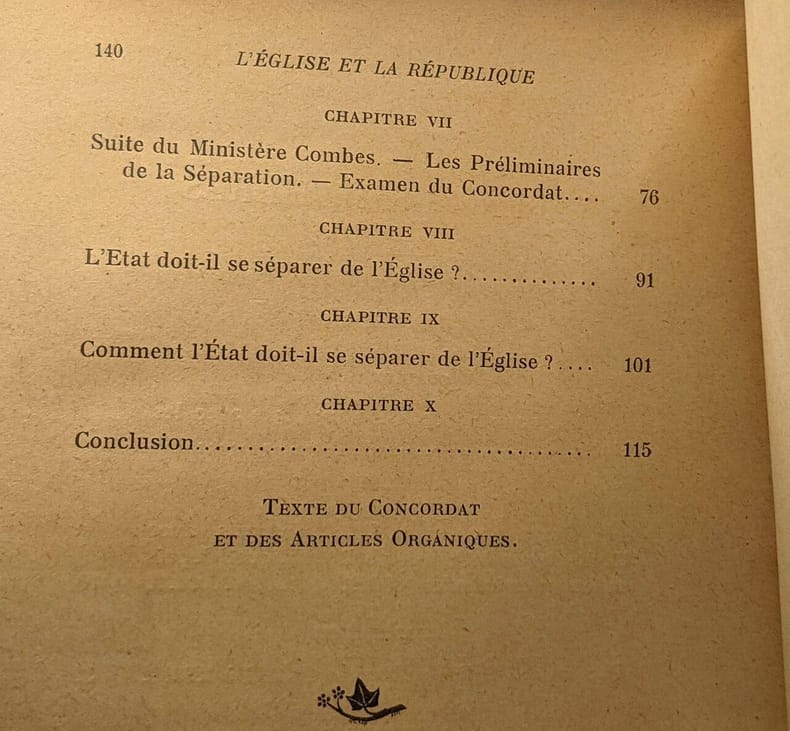 140
L'ÉGLISE ET LA RÉPUBLIQUE
CHAPITRE VII
Suite du Ministère Combes. — Les Préliminaires
de la Séparation. — Examen du Concordat.... 76
CHAPITRE VIII
L'Etat doit-il se séparer de l'Église ?.............. 91
CHAPITRE IX
Comment l'État doit-il se séparer de l'Église ?.... 101
CHAPITRE X
Conclusion...................................... 115
TEXTE DU CONCORDAT
ET DES ARTICLES ORGANIQUES.